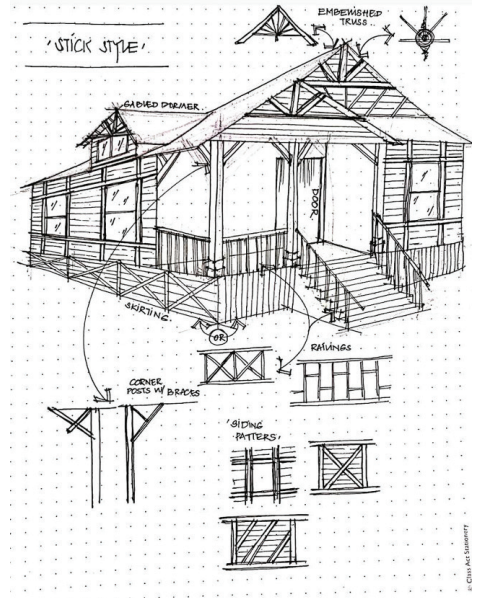 'STICK STYLE'
EMBELLISHED
TRUSS..
N
GABLED DORMER.
DOOR
SKIRTING.
OR
RAILINGS
CORNER
POSTS W/ BRACES
'SIDING
PATTERS'
© Class Act Stationery